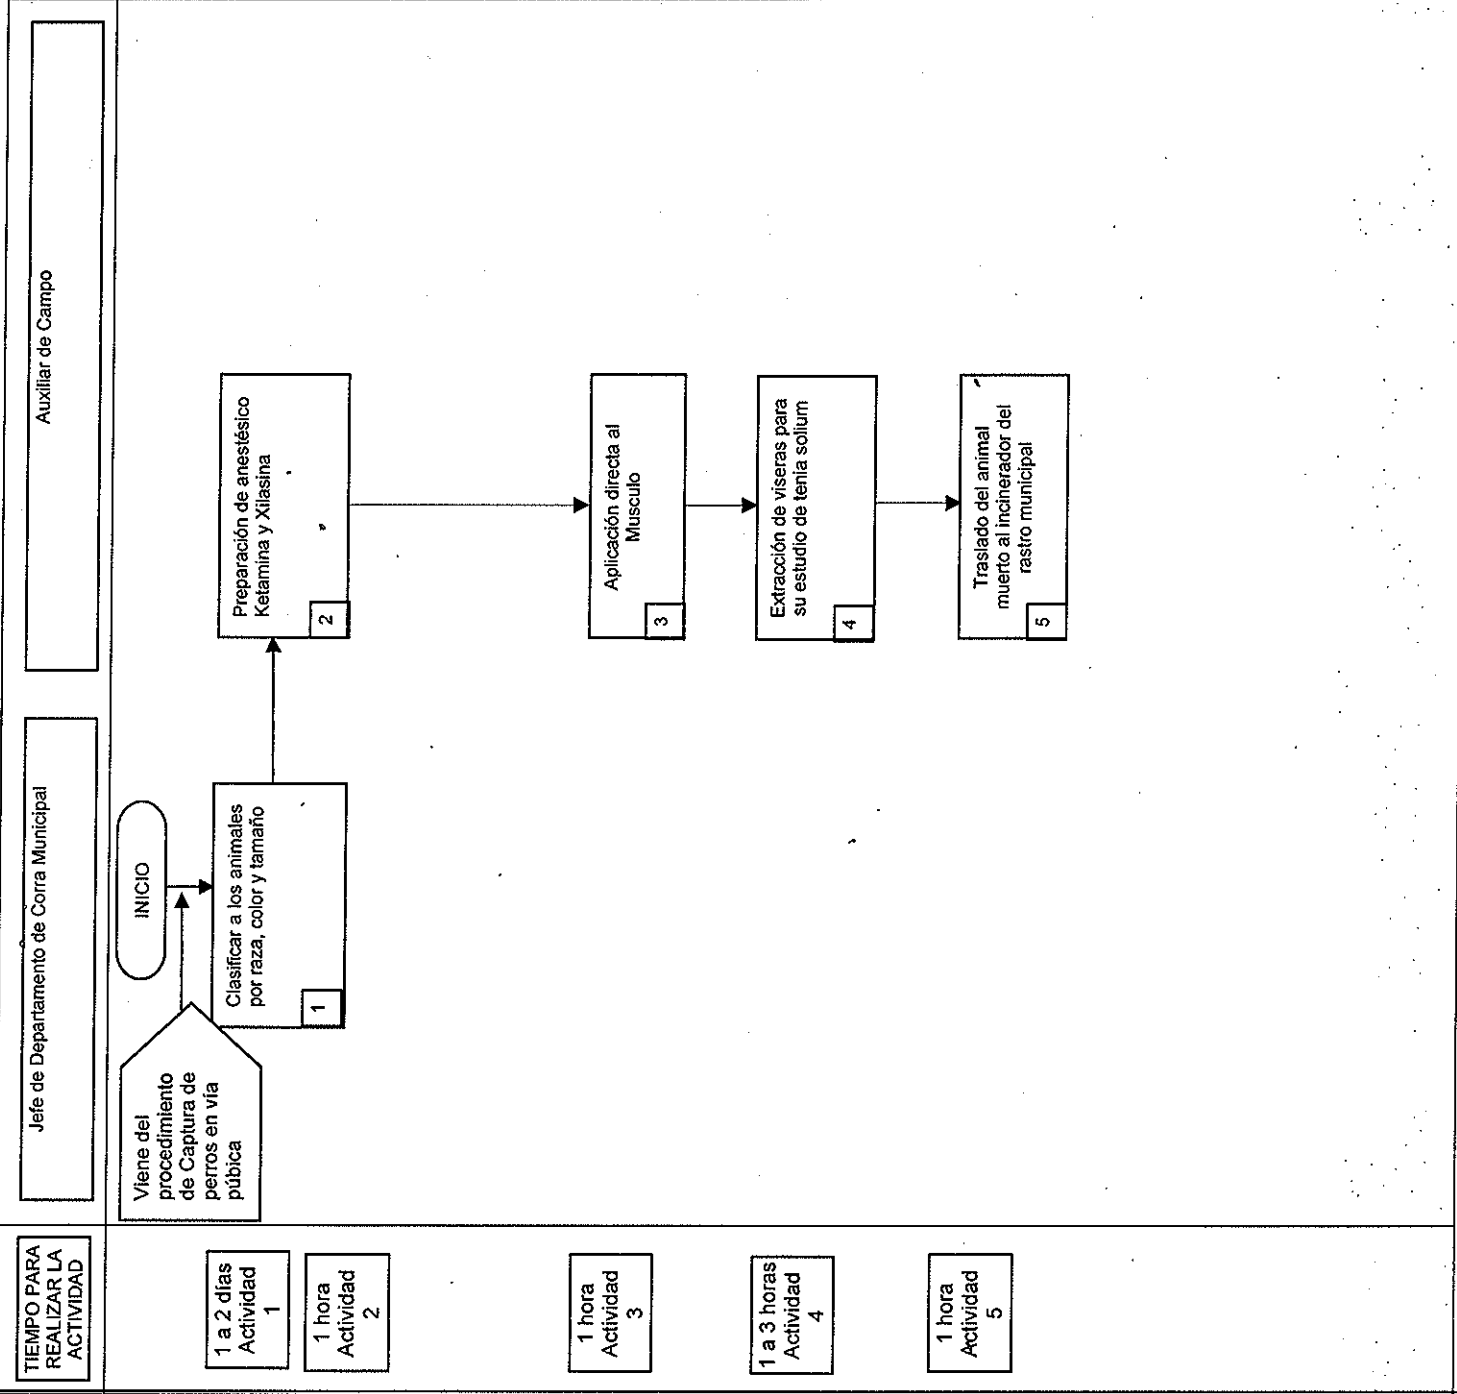 TIEMPO PARA
REALIZAR LA
ACTIVIDAD
Jefe de Departamento de Corra Municipal
Auxiliar de Campo
INICIO
Viene del
procedimiento
de Captura de
perros en vía
púbica
1 a 2 días
Actividad
1
Clasificar a los animales
por raza, color y tamaño
1
1 hora
Actividad
2
Preparación de anestésico
Ketamina y Xilasina
2
1 hora
Actividad
3
Aplicación directa al
Musculo
3
1 a 3 horas
Actividad
4
Extracción de viseras para
su estudio de tenia solium
4
1 hora
Actividad
5
Traslado del animal
muerto al incinerador del
rastro municipal
5